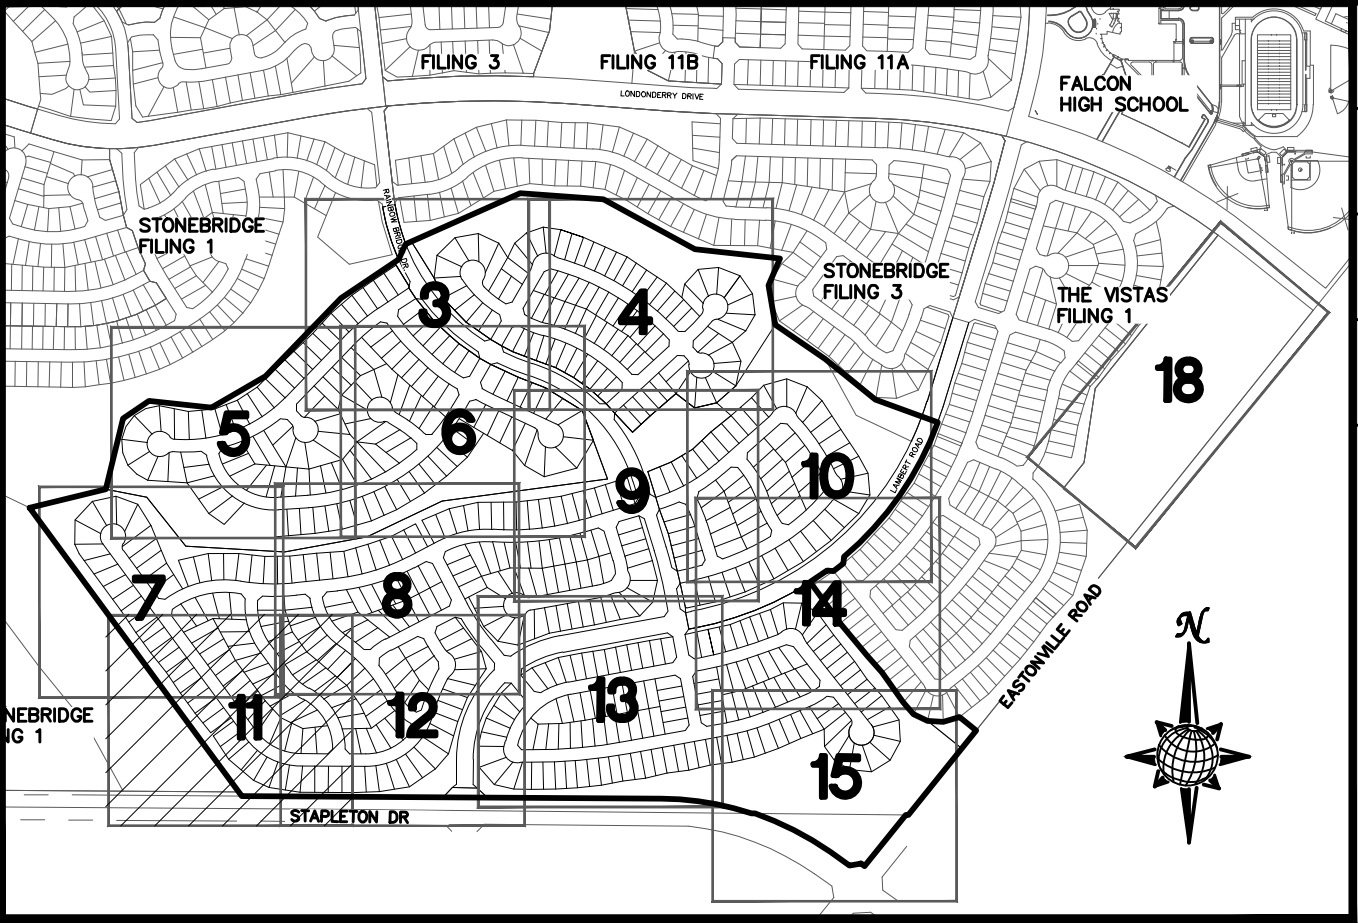 FILING 3
FILING 11B
FILING 11A
LONDONDERRY DRIVE
FALCON
HIGH SCHOOL
RAINBOW BRIDGE DR.
STONEBRIDGE
FILING 1
STONEBRIDGE
FILING 3
THE VISTAS
FILING 1
3
4
18
5
6
9
10
LAMBERT ROAD
7
8
14
EASTONVILLE ROAD
N
11
12
13
NEBRIDGE
NG 1
15
STAPLETON DR